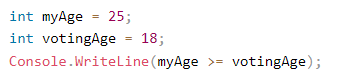 int myAge = 25;
int votingAge = 18;
Console.WriteLine(myAge >= votingAge);